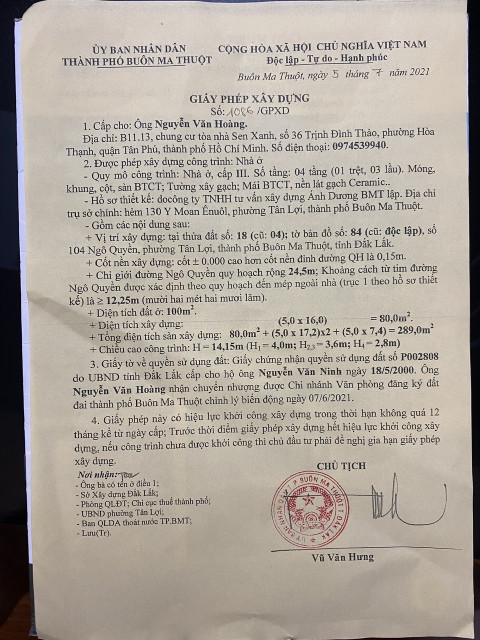 ỦY BAN NHÂN DÂN
THÀNH PHỐ BUÔN MA THUỘT
CỘNG HÒA XÃ HỘI CHỦ NGHĨA VIỆT NAM
Độc lập - Tự do - Hạnh phúc
Buôn Ma Thuột, ngày 5 tháng 7 năm 2021
GIẤY PHÉP XÂY DỰNG
Số: 1086/GPXD
1. Cấp cho: Ông Nguyễn Văn Hoàng.
Địa chỉ: B11.13, chung cư tòa nhà Sen Xanh, số 36 Trịnh Đình Thảo, phường Hòa
Thạnh, quận Tân Phú, thành phố Hồ Chí Minh. Số điện thoại: 0974539940.
2. Được phép xây dựng công trình: Nhà ở
- Quy mô công trình: Nhà ở, cấp III. Số tầng: 04 tầng (01 trệt, 03 lầu). Móng,
khung, cột, sàn BTCT; Tường xây gạch; Mái BTCT, nền lát gạch Ceramic..
- Hồ sơ thiết kế: docông ty TNHH tư vấn xây dựng Ánh Dương BMT lập. Địa chỉ
trụ sở chính: hẻm 130 Y Moan Ênuôl, phường Tân Lợi, thành phố Buôn Ma Thuột.
- Gồm các nội dung sau:
+ Vị trí xây dựng: tại thửa đất số: 18 (cũ: 04); tờ bản đồ số: 84 (cũ: độc lập), số
104 Ngô Quyền, phường Tân Lợi, thành phố Buôn Ma Thuột, tỉnh Đắk Lắk.
+ Cốt nền xây dựng: cốt ± 0.000 cao hơn cốt nền đỉnh đường QH là 0,15m.
+ Chỉ giới đường Ngô Quyền quy hoạch rộng 24,5m; Khoảng cách từ tim đường
Ngô Quyền được xác định theo quy hoạch đến mép ngoài nhà (trục 1 theo hồ sơ thiết
kế) là ≥ 12,25m (mười hai mét hai mươi lăm).
+ Diện tích đất ở: 100m².
+ Diện tích xây dựng: (5,0 x 16,0) = 80,0m².
+ Tổng diện tích sàn xây dựng: 80,0m² + (5,0 x 17,2)x2 + (5,0 x 7,4) = 289,0m²
+ Chiều cao công trình: H = 14,15m (H₁ = 4,0m; H₂,₃ = 3,6m; H₄ = 2,8m)
3. Giấy tờ về quyền sử dụng đất: Giấy chứng nhận quyền sử dụng đất số P002808
do UBND tỉnh Đắk Lắk cấp cho hộ ông Nguyễn Văn Ninh ngày 18/5/2000. Ông
Nguyễn Văn Hoàng nhận chuyển nhượng được Chi nhánh Văn phòng đăng ký đất
đai thành phố Buôn Ma Thuột chỉnh lý biến động ngày 07/6/2021.
4. Giấy phép này có hiệu lực khởi công xây dựng trong thời hạn không quá 12
tháng kể từ ngày cấp; Trước thời điểm giấy phép xây dựng hết hiệu lực khởi công xây
dựng, nếu công trình chưa được khởi công thì chủ đầu tư phải đề nghị gia hạn giấy phép
xây dựng.
Nơi nhận:
- Ông bà có tên ở điều 1;
- Sở Xây dựng Đắk Lắk;
- Phòng QLĐT; Chi cục thuế thành phố;
- UBND phường Tân Lợi;
- Ban QLDA thoát nước TP.BMT;
- Lưu(Tr).
CHỦ TỊCH
Vũ Văn Hưng